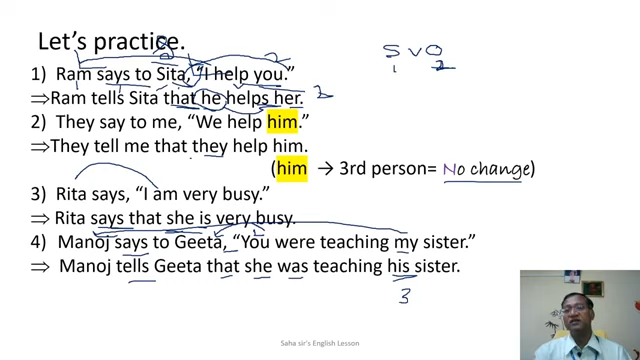 Let's practice.
S V O
1 2
1) Ram says to Sita, "I help you."
⇒Ram tells Sita that he helps her. 2
2) They say to me, "We help him."
⇒ They tell me that they help him.
(him → 3rd person= No change)
3) Rita says, "I am very busy."
⇒ Rita says that she is very busy.
4) Manoj says to Geeta, "You were teaching my sister."
⇒ Manoj tells Geeta that she was teaching his sister.
3
Saha sir's English Lesson